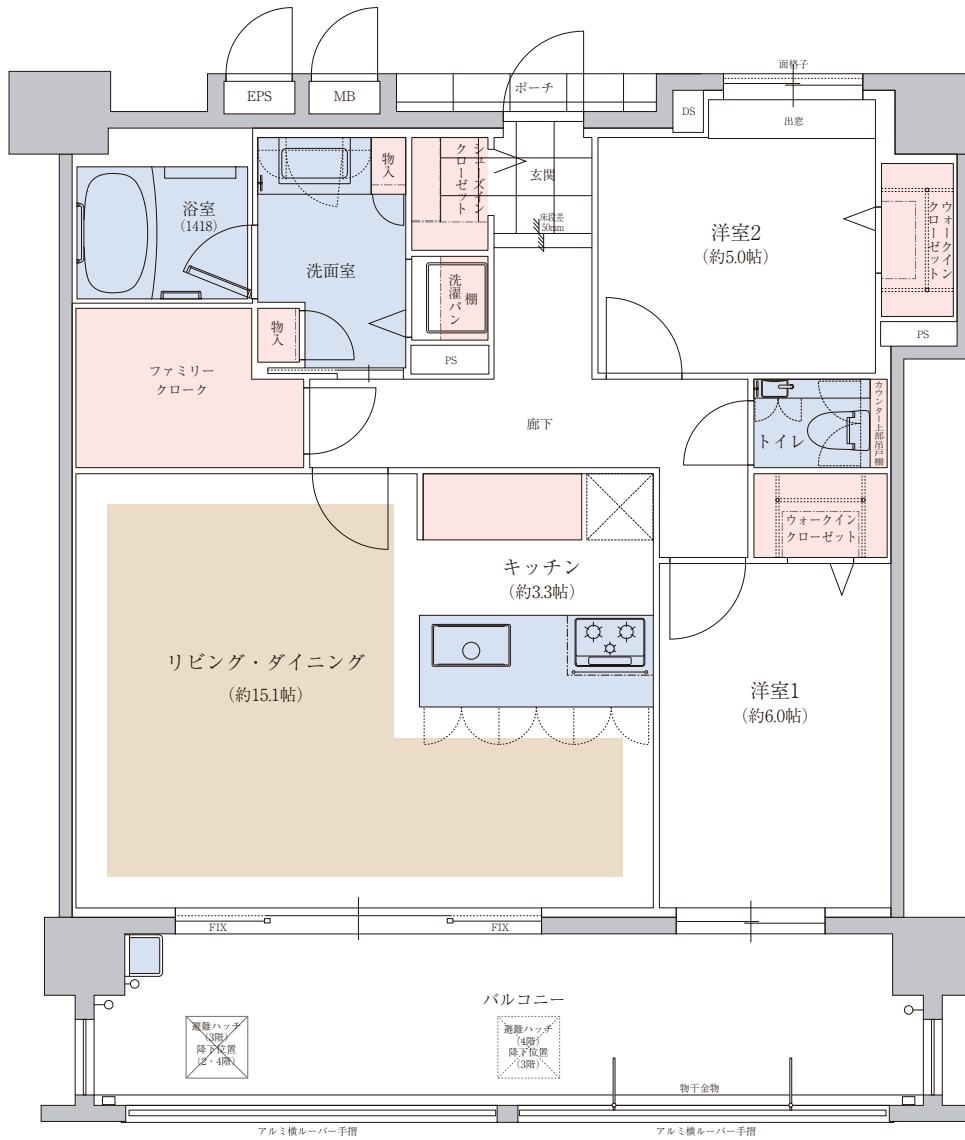 EPS
MB
ポーチ
面格子
DS
出窓
物入
シューズイン
クローゼット
玄関
床段差
50mm
浴室
(1418)
洗面室
洋室2
(約5.0帖)
ウォークイン
クローゼット
棚
洗濯パン
物入
PS
PS
ファミリー
クローク
廊下
トイレ
カウンター上部吊戸棚
ウォークイン
クローゼット
キッチン
(約3.3帖)
リビング・ダイニング
(約15.1帖)
洋室1
(約6.0帖)
FIX
FIX
バルコニー
避難ハッチ
(3階)
降下位置
(2・4階)
避難ハッチ
(4階)
降下位置
(3階)
物干金物
アルミ横ルーバー手摺
アルミ横ルーバー手摺